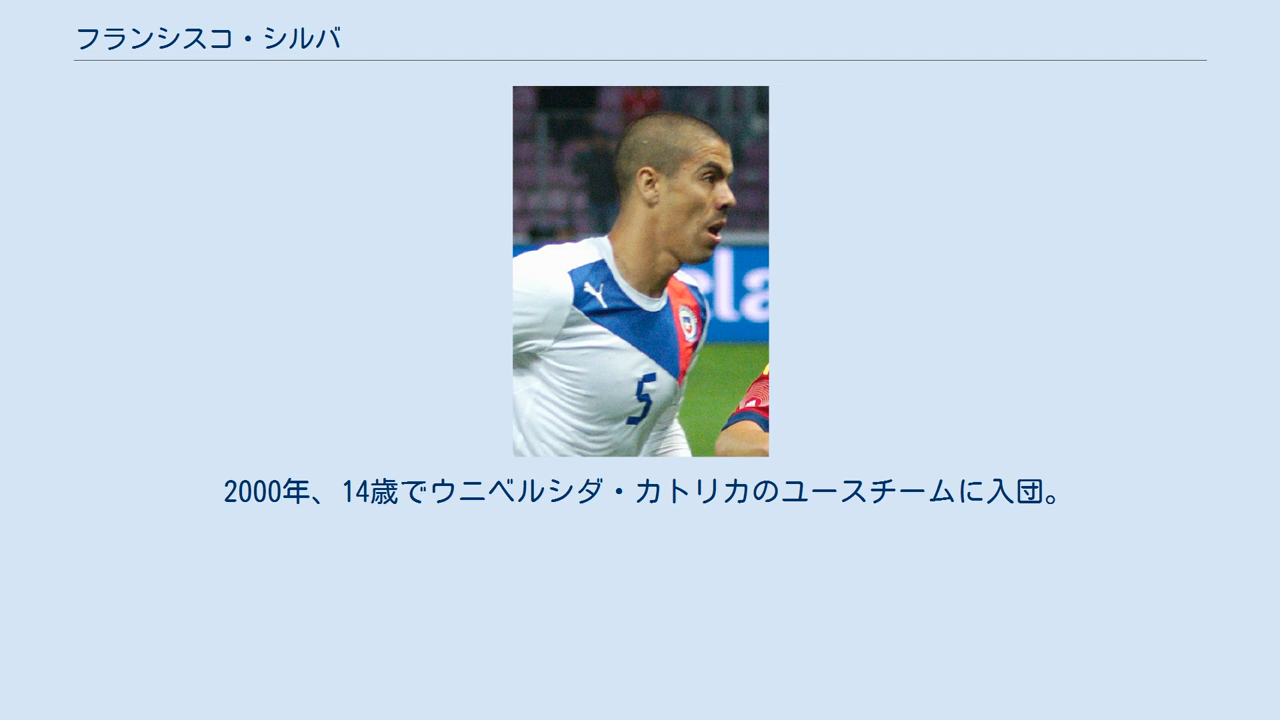 フランシスコ・シルバ
ela
5
2000年、14歳でウニベルシダ・カトリカのユースチームに入団。